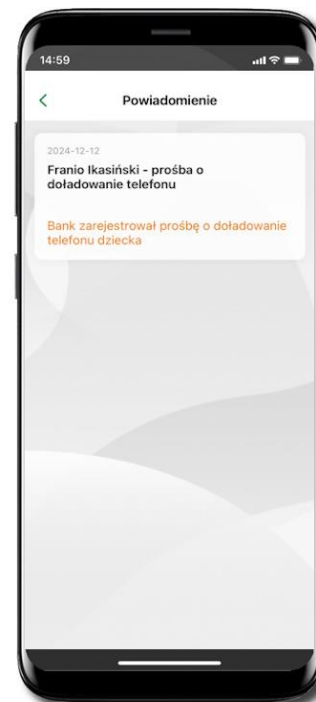 14:59
Powiadomienie
2024-12-12
Franio Ikasiński - prośba o
doładowanie telefonu
Bank zarejestrował prośbę o doładowanie
telefonu dziecka